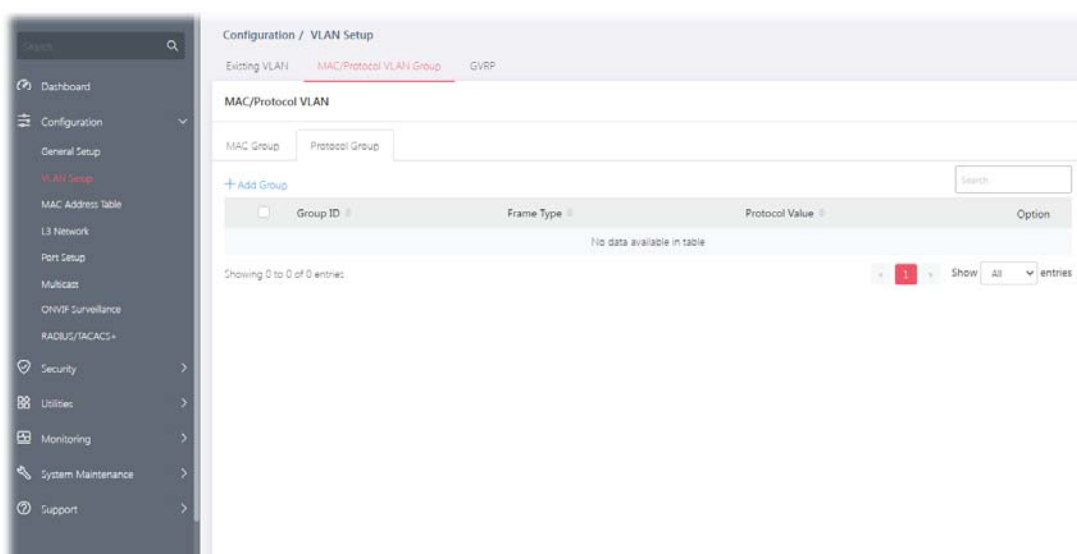 Search
Dashboard
Configuration
General Setup
VLAN Setup
MAC Address Table
L3 Network
Port Setup
Multicast
ONVIF Surveillance
RADIUS/TACACS+
Security
Utilities
Monitoring
System Maintenance
Support
Configuration / VLAN Setup
Existing VLAN MAC/Protocol VLAN Group GVRP
MAC/Protocol VLAN
MAC Group Protocol Group
+ Add Group Search
Group ID Frame Type Protocol Value Option
No data available in table
Showing 0 to 0 of 0 entries « 1 » Show All entries